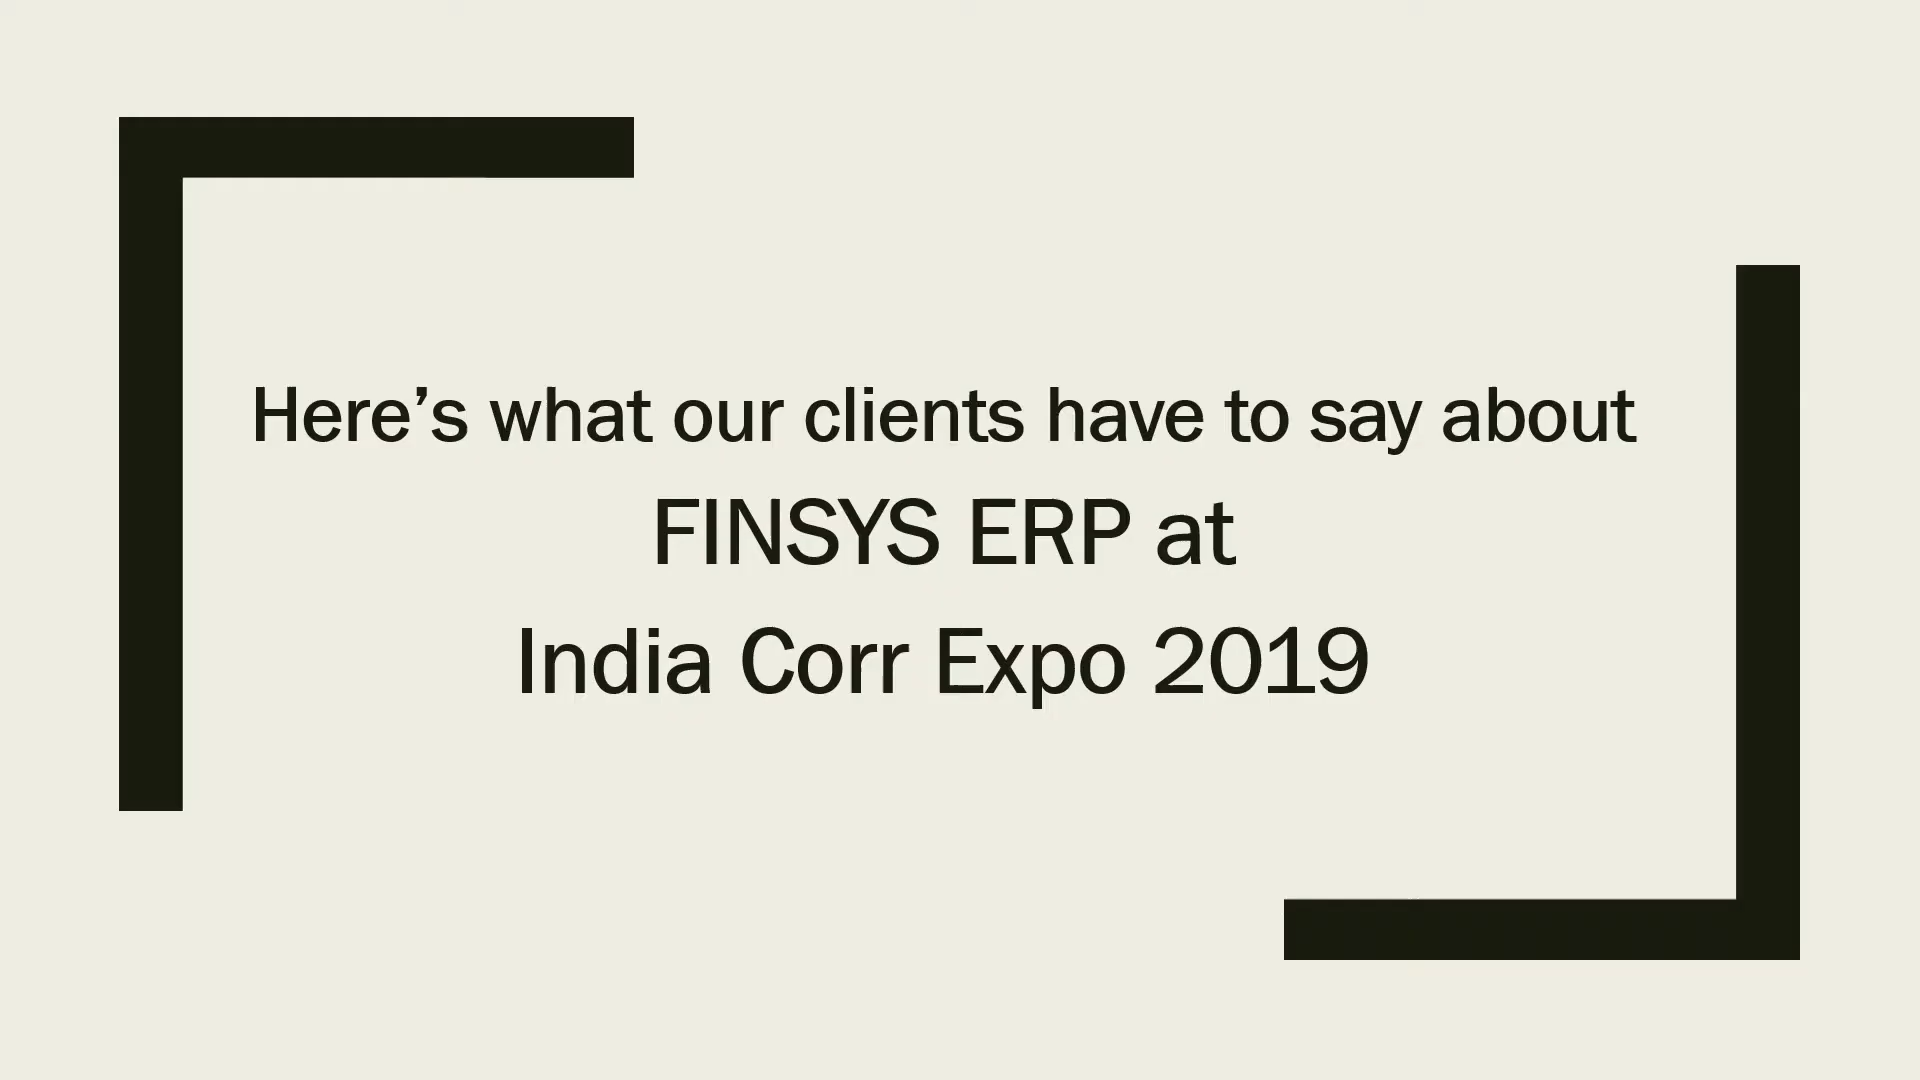 Here’s what our clients have to say about
FINSYS ERP at
India Corr Expo 2019